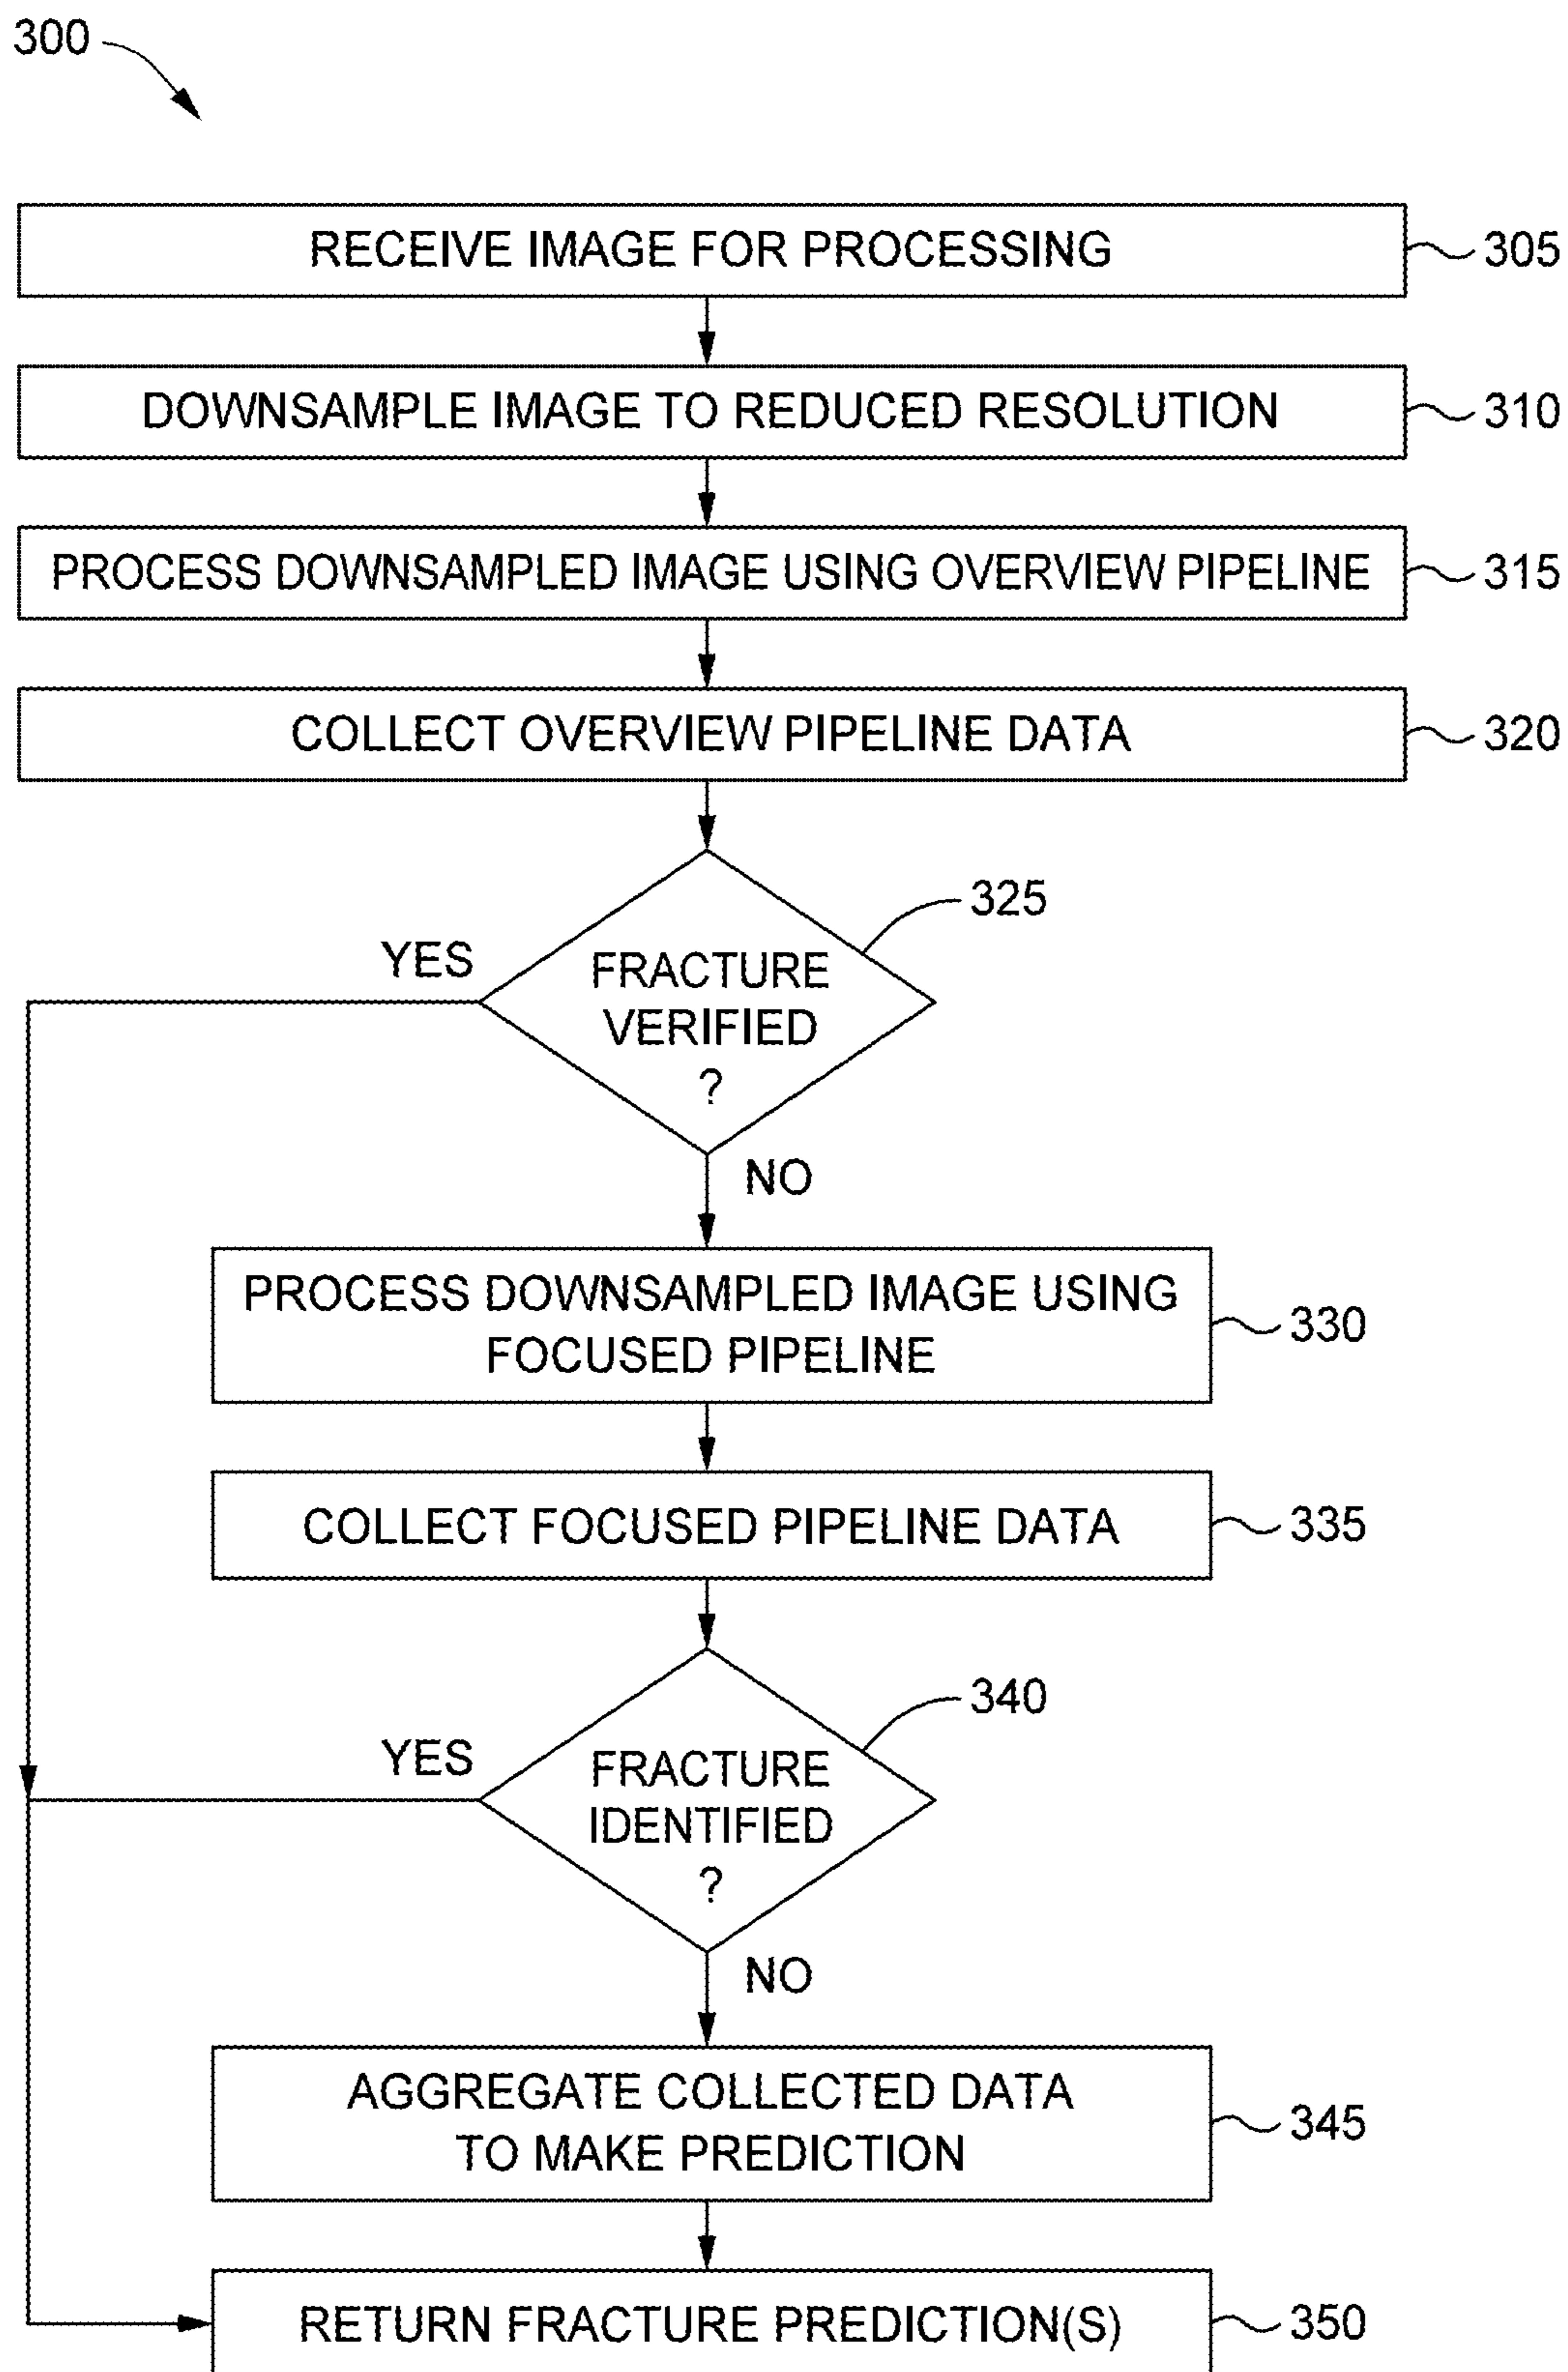 300
RECEIVE IMAGE FOR PROCESSING
305
DOWNSAMPLE IMAGE TO REDUCED RESOLUTION
310
PROCESS DOWNSAMPLED IMAGE USING OVERVIEW PIPELINE
315
COLLECT OVERVIEW PIPELINE DATA
320
325
YES
FRACTURE
VERIFIED
?
NO
PROCESS DOWNSAMPLED IMAGE USING
FOCUSED PIPELINE
330
COLLECT FOCUSED PIPELINE DATA
335
340
YES
FRACTURE
IDENTIFIED
?
NO
AGGREGATE COLLECTED DATA
TO MAKE PREDICTION
345
RETURN FRACTURE PREDICTION(S)
350